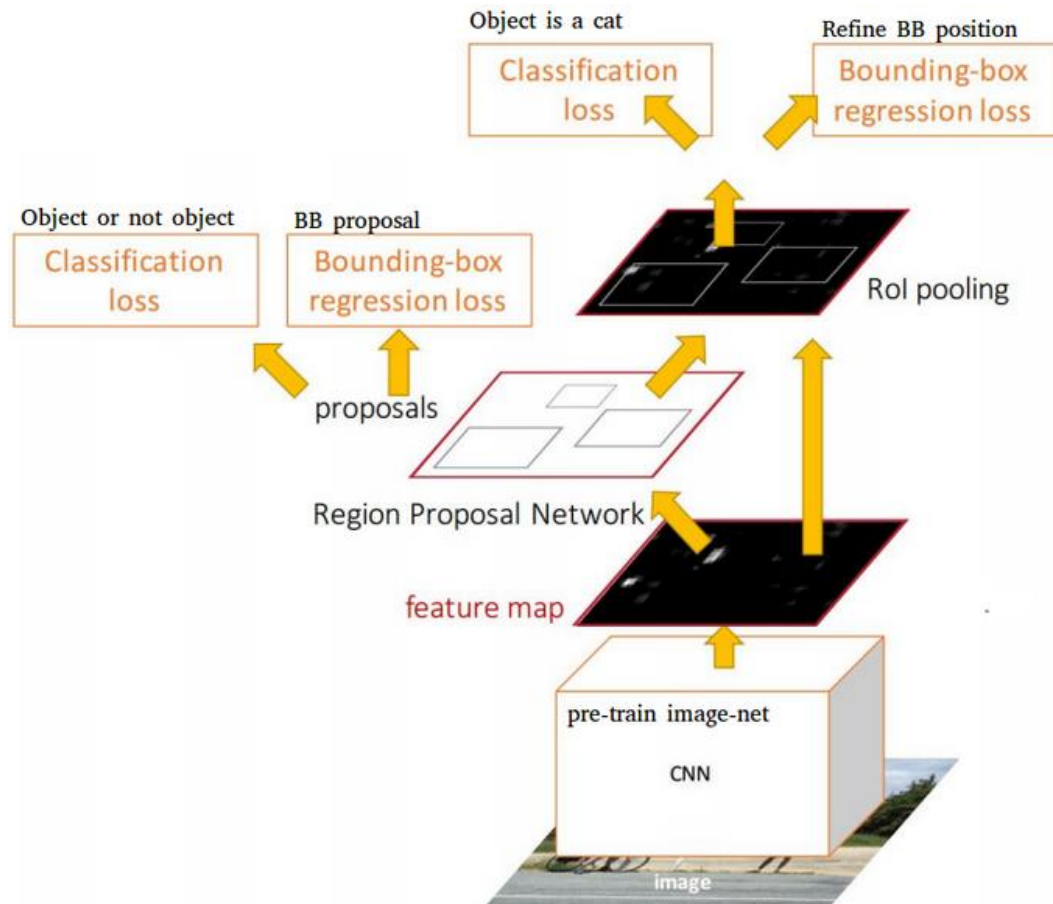 Object is a cat
Refine BB position
Classification
loss
Bounding-box
regression loss
Object or not object
BB proposal
Classification
loss
Bounding-box
regression loss
RoI pooling
proposals
Region Proposal Network
feature map
pre-train image-net
CNN
image